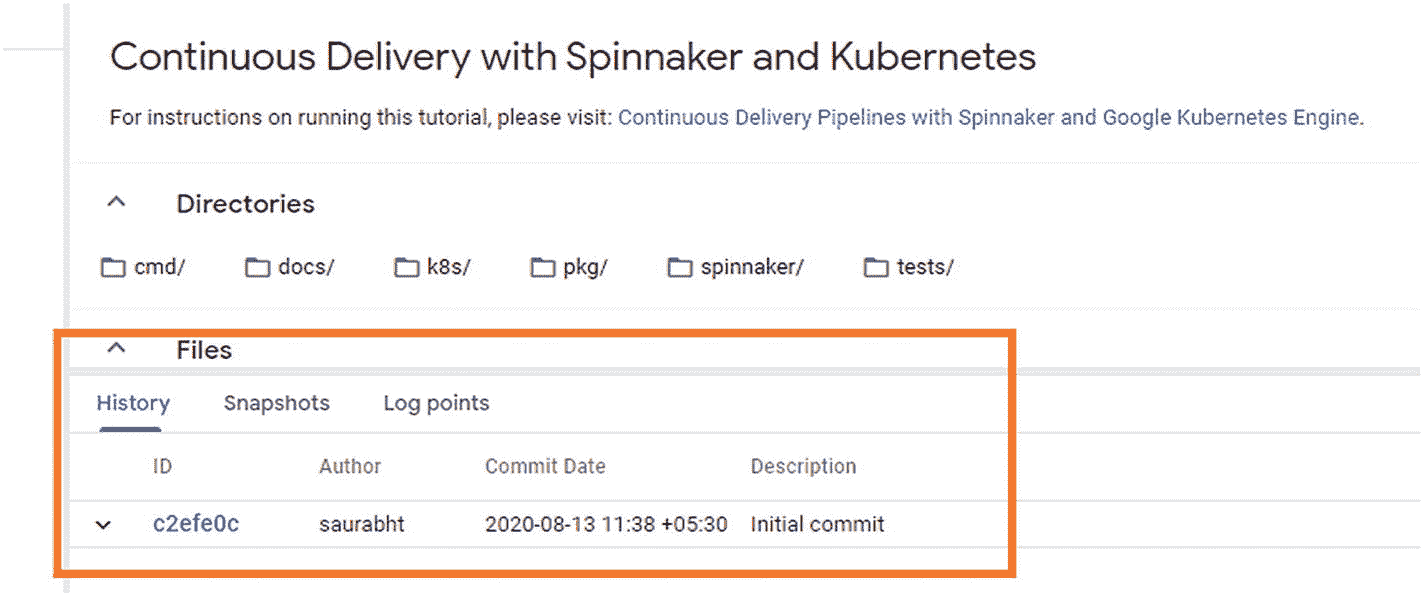 Continuous Delivery with Spinnaker and Kubernetes
For instructions on running this tutorial, please visit: Continuous Delivery Pipelines with Spinnaker and Google Kubernetes Engine.
Directories
cmd/ docs/ k8s/ pkg/ spinnaker/ tests/
Files
History Snapshots Log points
ID Author Commit Date Description
c2efe0c saurabht 2020-08-13 11:38 +05:30 Initial commit